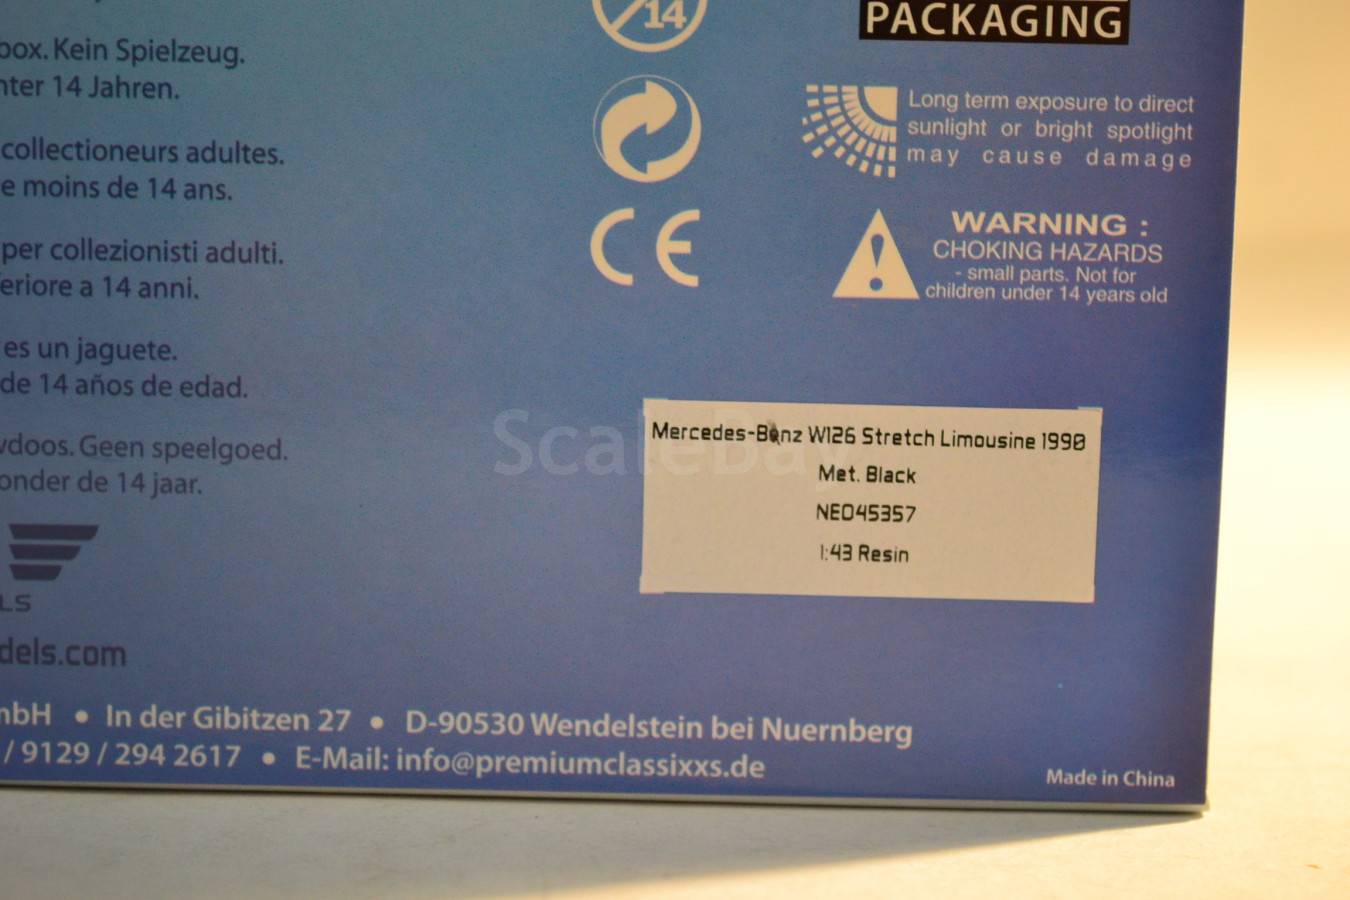 14
PACKAGING
box. Kein Spielzeug.
14 Jahren.
collectioneurs adultes.
moins de 14 ans.
per collezionisti adulti.
a 14 anni.
es un jaguete.
de 14 años de edad.
Geen speelgoed.
onder de 14 jaar.
LS
dels.com
Long term exposure to direct
sunlight or bright spotlight
may cause damage
CE
WARNING :
CHOKING HAZARDS
- small parts. Not for
children under 14 years old
ScaleBay
Mercedes-Benz W126 Stretch Limousine 1990
Met. Black
NEO45357
1:43 Resin
mbH • In der Gibitzen 27 • D-90530 Wendelstein bei Nuernberg
/ 9129 / 294 2617 • E-Mail: info@premiumclassixxs.de
Made in China